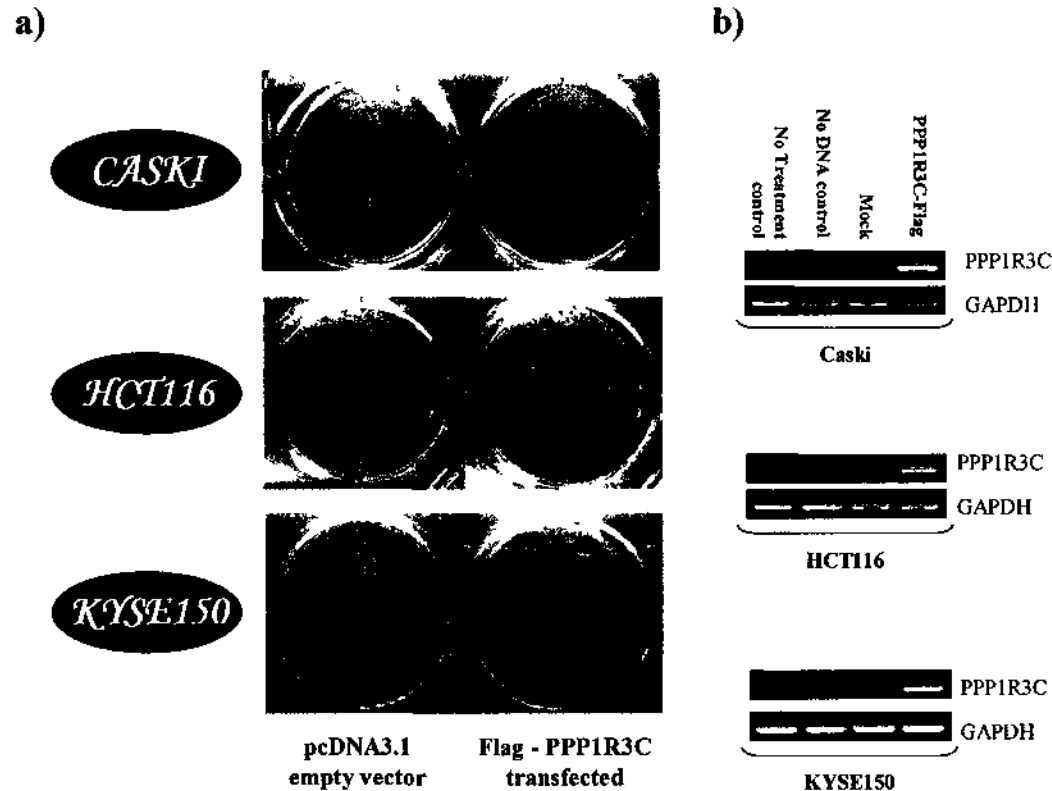 a)
CASKI
HCT116
KYSE150
pcDNA3.1
empty vector
Flag - PPP1R3C
transfected
b)
No Treatment
control
No DNA control
Mock
PPP1R3C-Flag
PPP1R3C
GAPDH
Caski
PPP1R3C
GAPDH
HCT116
PPP1R3C
GAPDH
KYSE150